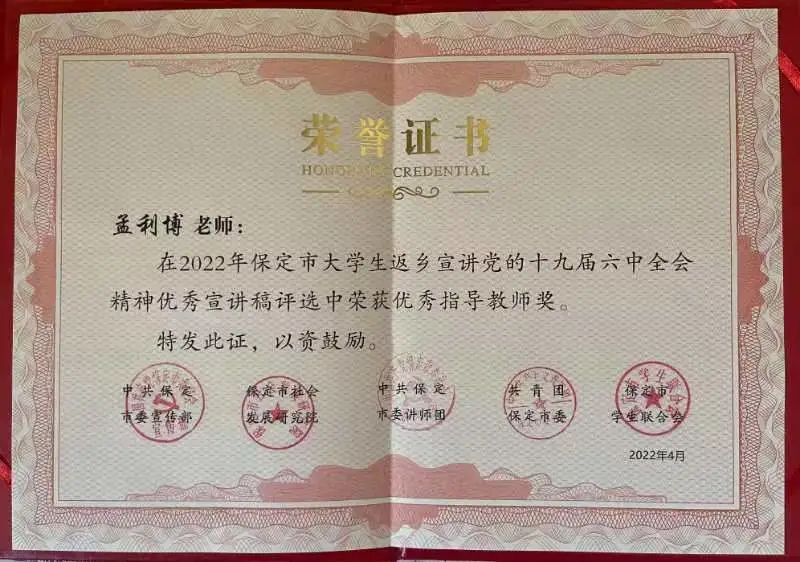 荣誉证书
HONORARY CREDENTIAL
孟利博 老师：
在2022年保定市大学生返乡宣讲党的十九届六中全会
精神优秀宣讲稿评选中荣获优秀指导教师奖。
特发此证，以资鼓励。
中共保定
市委宣传部
保定市社会
发展研究院
中共保定
市委讲师团
共青团
保定市委
保定市
学生联合会
2022年4月